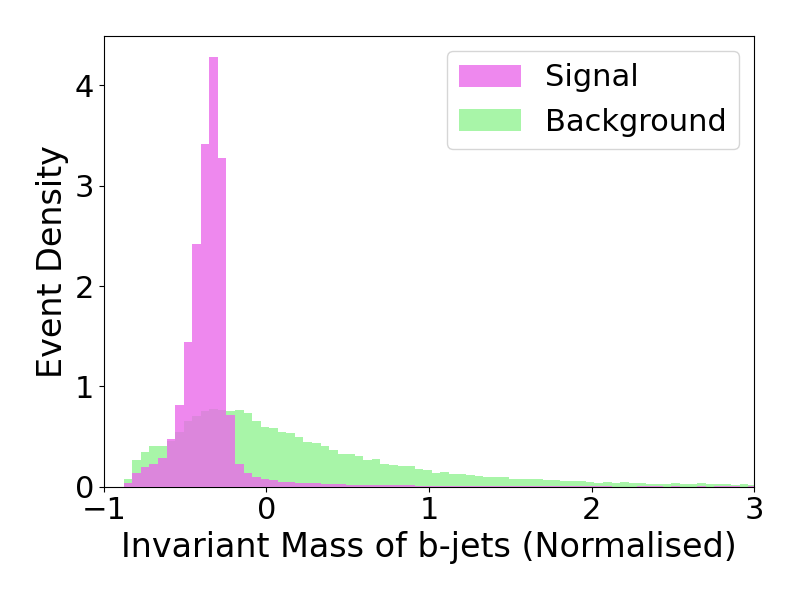 Signal
Background
4
3
2
1
0
−1 0 1 2 3
Event Density
Invariant Mass of b-jets (Normalised)